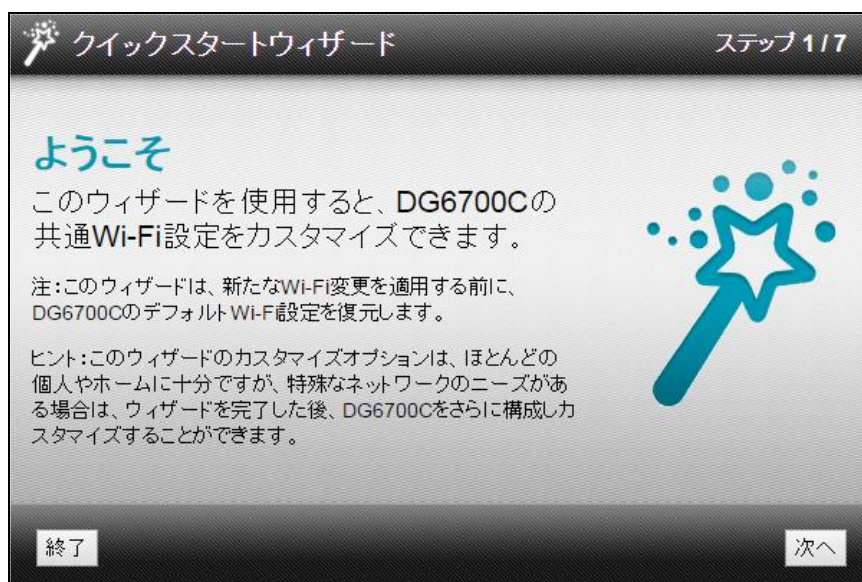 クイックスタートウィザード
ステップ 1 / 7
ようこそ
このウィザードを使用すると、DG6700Cの
共通Wi-Fi設定をカスタマイズできます。
注：このウィザードは、新たなWi-Fi変更を適用する前に、
DG6700CのデフォルトWi-Fi設定を復元します。
ヒント：このウィザードのカスタマイズオプションは、ほとんどの
個人やホームに十分ですが、特殊なネットワークのニーズがあ
る場合は、ウィザードを完了した後、DG6700Cをさらに構成しカ
スタマイズすることができます。
終了
次へ